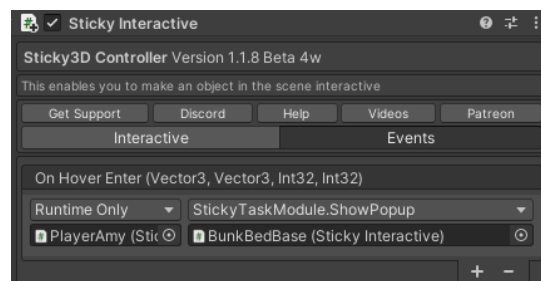 Sticky Interactive
Sticky3D Controller Version 1.1.8 Beta 4w
This enables you to make an object in the scene interactive
Get Support Discord Help Videos Patreon
Interactive Events
On Hover Enter (Vector3, Vector3, Int32, Int32)
Runtime Only StickyTaskModule.ShowPopup
PlayerAmy (Stic BunkBedBase (Sticky Interactive)